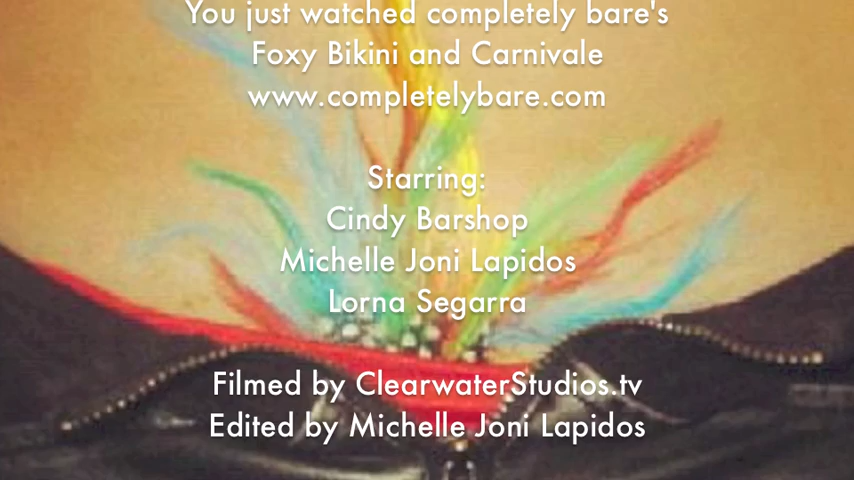 You just watched completely bare's
Foxy Bikini and Carnivale
www.completelybare.com
Starring:
Cindy Barshop
Michelle Joni Lapidos
Lorna Segarra
Filmed by ClearwaterStudios.tv
Edited by Michelle Joni Lapidos